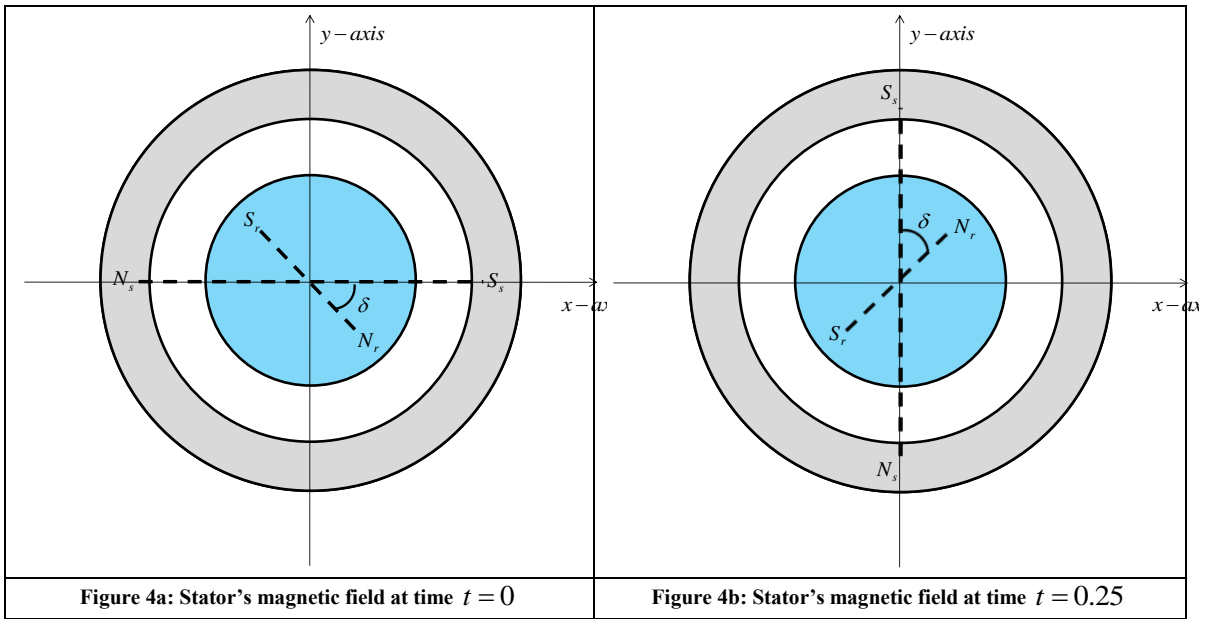 y – axis
S_r
N_s
S_s
x – ax
δ
N_r
Figure 4a: Stator's magnetic field at time t = 0
y – axis
S_s
δ
N_r
x – ax
S_r
N_s
Figure 4b: Stator's magnetic field at time t = 0.25